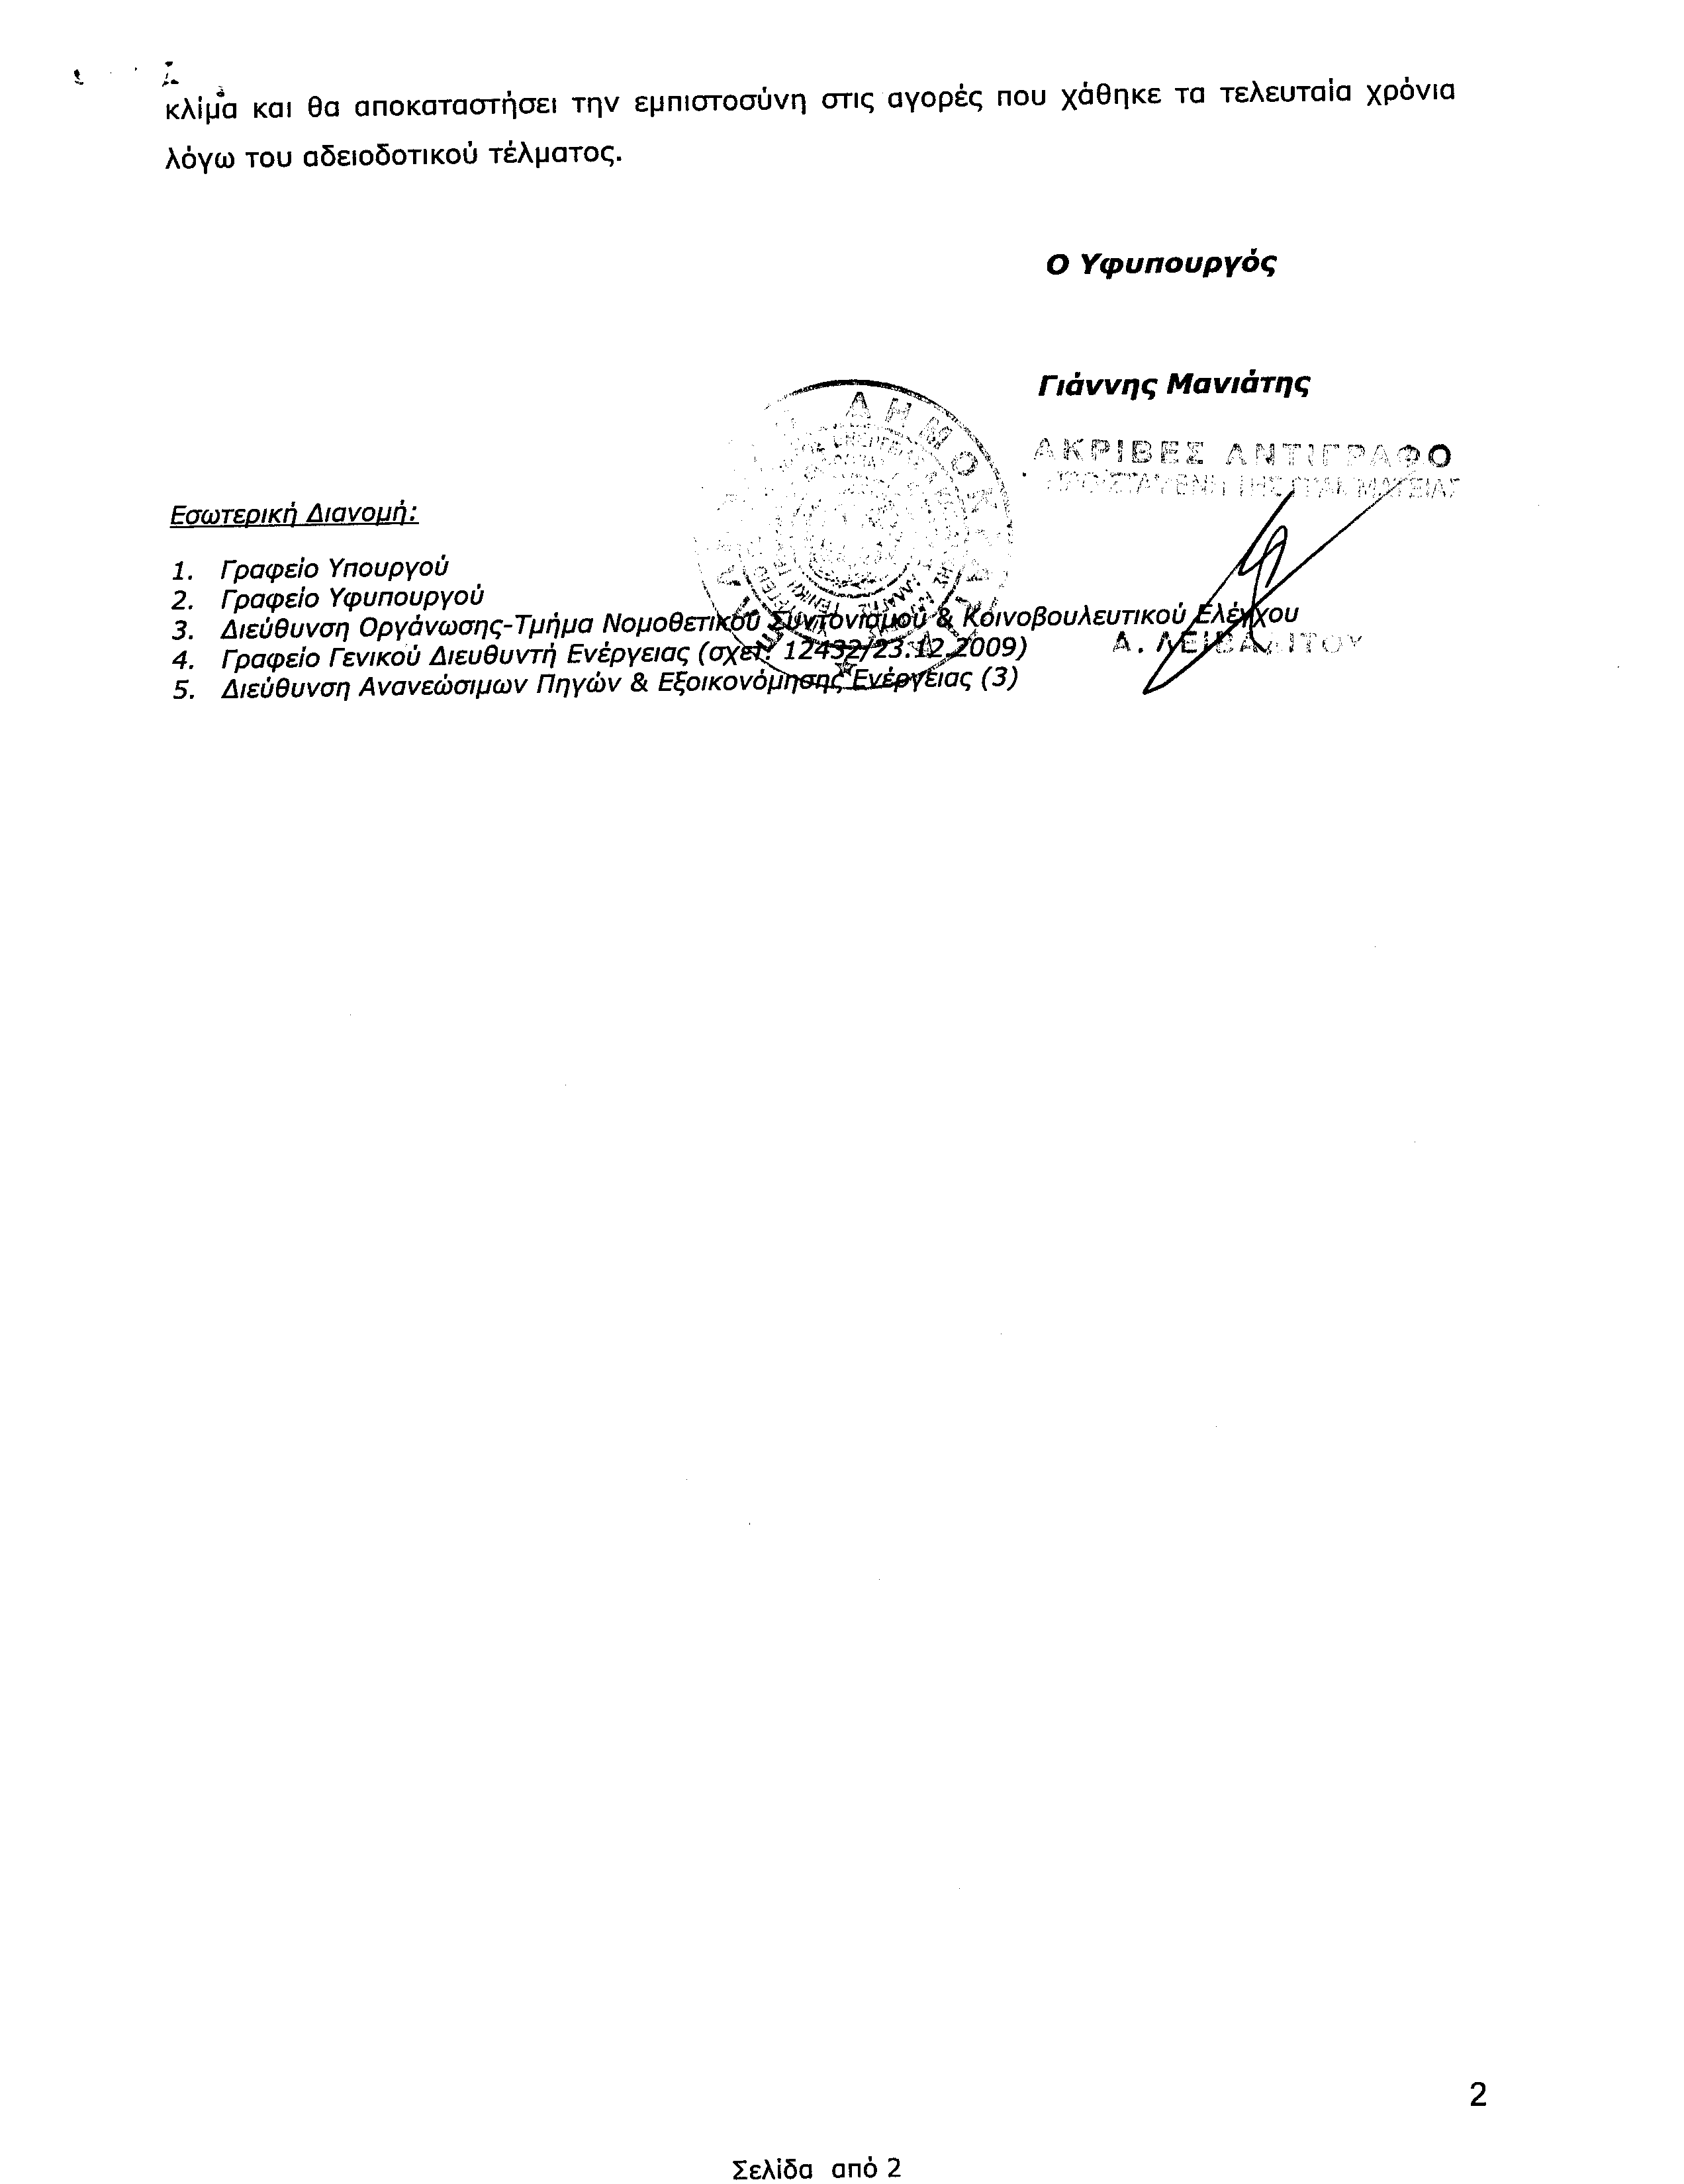 κλίμα και θα αποκαταστήσει την εμπιστοσύνη στις αγορές που χάθηκε τα τελευταία χρόνια
λόγω του αδειοδοτικού τέλματος.
Ο Υφυπουργός
Γιάννης Μανιάτης
ΑΚΡΙΒΕΣ ΑΝΤΙΓΡΑΦΟ
Εσωτερική Διανομή:
1. Γραφείο Υπουργού
2. Γραφείο Υφυπουργού
3. Διεύθυνση Οργάνωσης-Τμήμα Νομοθετικού Συντονισμού & Κοινοβουλευτικού Ελέγχου
4. Γραφείο Γενικού Διευθυντή Ενέργειας (σχετ. 12432/23.12.2009)
5. Διεύθυνση Ανανεώσιμων Πηγών & Εξοικονόμησης Ενέργειας (3)
2
Σελίδα από 2